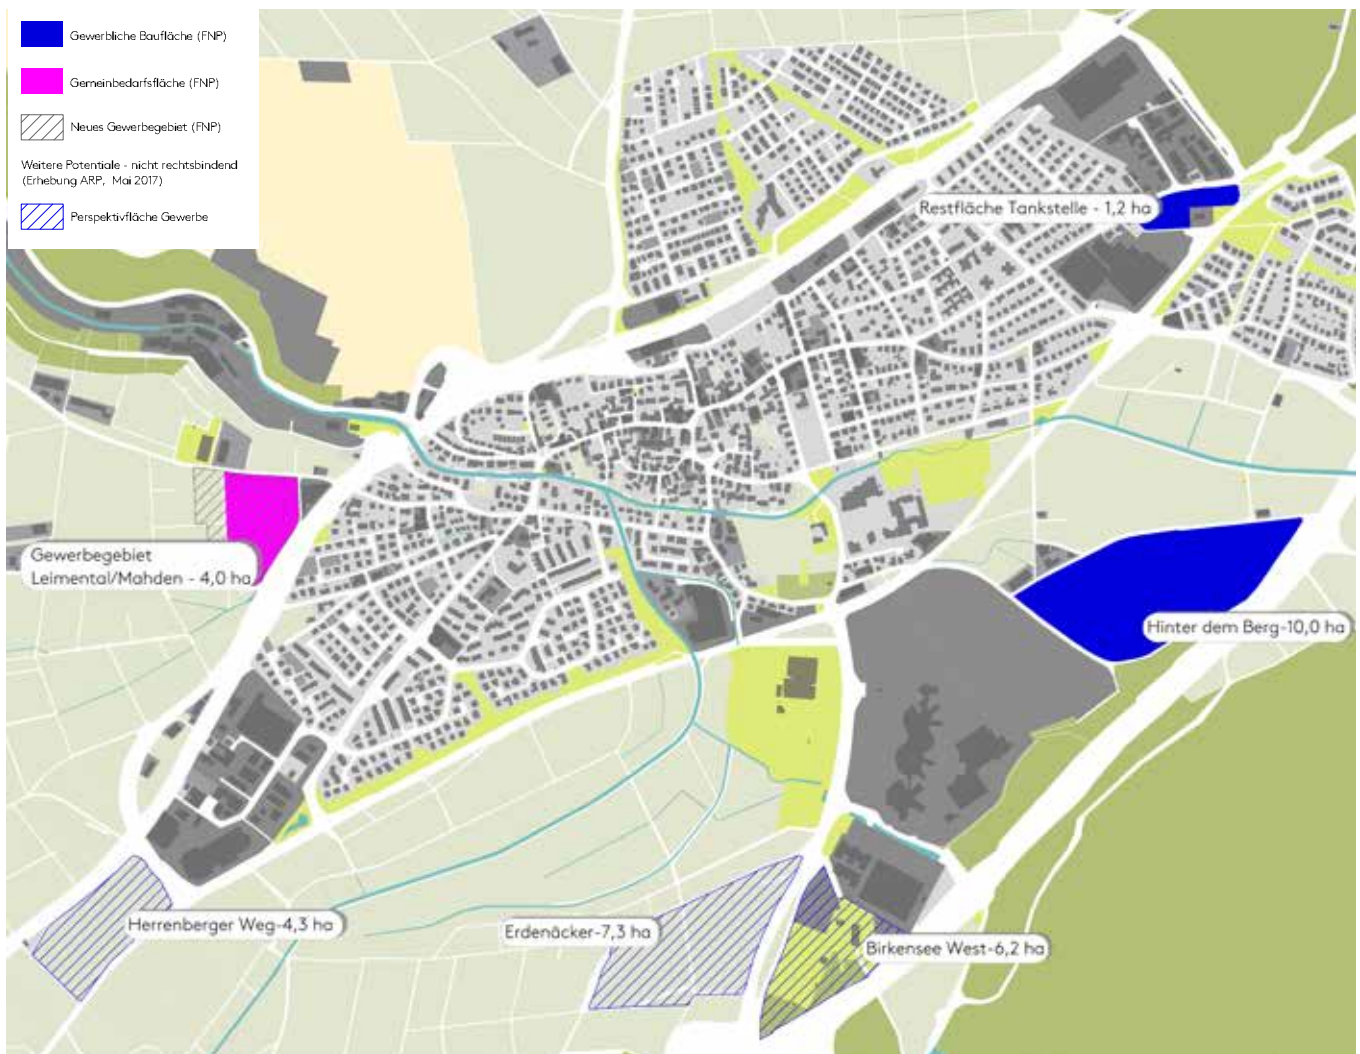 Gewerbliche Baufläche (FNP)
Gemeinbedarfsfläche (FNP)
Neues Gewerbegebiet (FNP)
Weitere Potentiale - nicht rechtsbindend
(Erhebung ARP, Mai 2017)
Perspektivfläche Gewerbe
Restfläche Tankstelle - 1,2 ha
Gewerbegebiet
Leimental/Mahden - 4,0 ha
Hinter dem Berg-10,0 ha
Herrenberger Weg-4,3 ha
Erdenäcker-7,3 ha
Birkensee West-6,2 ha